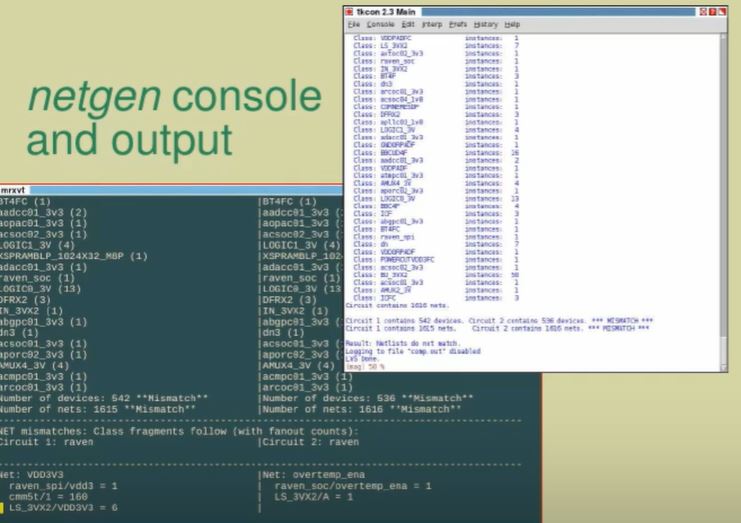 netgen console
and output
tkcon 2.3 Main
File Console Edit Interp Prefs History Help
Class: VDDPADFC instances: 1
Class: LS_3VX2 instances: 7
Class: axtoc02_3v3 instances: 1
Class: raven_soc instances: 1
Class: IN_3VX2 instances: 1
Class: BT4F instances: 3
Class: dn3 instances: 1
Class: arcoc01_3v3 instances: 1
Class: acsoc04_1v8 instances: 1
Class: CORNERESDF instances:
Class: DFRX2 instances: 3
Class: apllc03_1v8 instances: 1
Class: LOGIC1_3V instances: 4
Class: adacc01_3v3 instances: 1
Class: GNDORPADF instances:
Class: BBCUD4F instances: 16
Class: aadcc01_3v3 instances: 2
Class: VDDPADF instances: 1
Class: atmpc01_3v3 instances: 1
Class: AMUX4_3V instances: 4
Class: aporc02_3v3 instances: 1
Class: LOGIC0_3V instances: 13
Class: BBC4F instances: 4
Class: ICF instances: 3
Class: abgpc01_3v3 instances: 1
Class: BT4FC instances: 1
Class: raven_spi instances: 1
Class: dn instances: 7
Class: VDDORPADF instances: 1
Class: POWERCUTVDD3FC instances: 1
Class: acsoc02_3v3 instances: 1
Class: BU_3VX2 instances:
Class: acsoc01_3v3 instances: 1
Class: AMUX2_3V instances: 1
Class: ICFC instances: 3
Circuit contains 1616 nets.
Circuit 1 contains 542 devices, Circuit 2 contains 536 devices. *** MISMATCH ***
Circuit 1 contains 1615 nets. Circuit 2 contains 1616 nets. *** MISMATCH ***
Result: Netlists do not match.
Logging to file "comp.out" disabled
LVS Done.
50 %
mrxvt
BT4FC (1) |BT4FC (1)
aadcc01_3v3 (2) |aadcc01_3v3 (
aopac01_3v3 (1) |aopac01_3v3 (
acsoc02_3v3 (1) |acsoc02_3v3 (
LOGIC1_3V (4) |LOGIC1_3V (4)
XSPRAMBLP_1024X32_M8P (1) |XSPRAMBLP_102
adacc01_3v3 (1) |adacc01_3v3 (
raven_soc (1) |raven_soc (1)
LOGIC0_3V (13) |LOGIC0_3V (13
DFRX2 (3) |DFRX2 (3)
IN_3VX2 (1) |IN_3VX2 (1)
abgpc01_3v3 (1) |abgpc01_3v3 (
dn3 (1) |dn3 (1)
acsoc01_3v3 (1) |acsoc01_3v3 (
aporc02_3v3 (1) |aporc02_3v3 (
AMUX4_3V (4) |AMUX4_3V (4)
acmpc01_3v3 (1) |acmpc01_3v3 (1)
arcoc01_3v3 (1) |arcoc01_3v3 (1)
Number of devices: 542 **Mismatch** |Number of devices: 536 **Mismatch**
Number of nets: 1615 **Mismatch** |Number of nets: 1616 **Mismatch**
NET mismatches: Class fragments follow (with fanout counts):
Circuit 1: raven |Circuit 2: raven
Net: VDD3V3 |Net: overtemp_ena
raven_spi/vdd3 = 1 | raven_soc/overtemp_ena = 1
cmm5t/1 = 160 | LS_3VX2/A = 1
LS_3VX2/VDD3V3 = 6 |